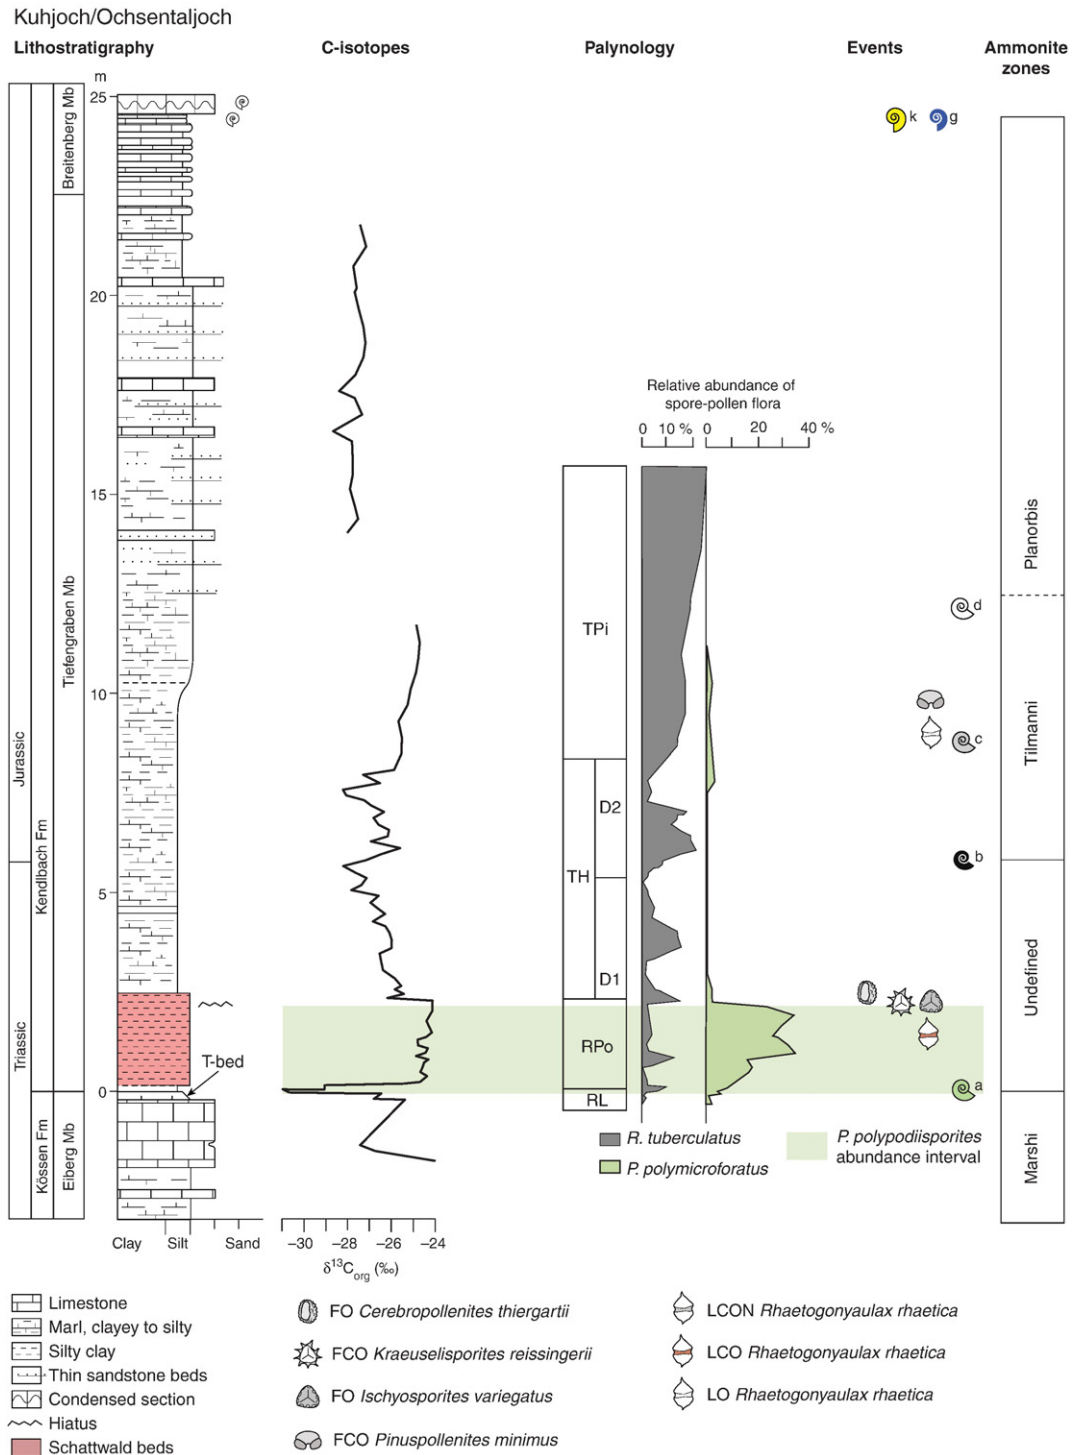 Kuhjoch/Ochsentaljoch
Lithostratigraphy
C-isotopes
Palynology
Events
Ammonite
zones
m
25
20
15
10
5
0
Jurassic
Triassic
Kendlbach Fm
Kössen Fm
Breitenberg Mb
Tiefengraben Mb
Eiberg Mb
T-bed
Clay
Silt
Sand
–30
–28
–26
–24
δ13Corg (‰)
Relative abundance of
spore-pollen flora
0 10 % 0 20 40 %
TPi
TH
D2
D1
RPo
RL
R. tuberculatus
P. polymicroforatus
P. polypodiisporites
abundance interval
k
g
d
c
b
a
Planorbis
Tilmanni
Undefined
Marshi
Limestone
Marl, clayey to silty
Silty clay
Thin sandstone beds
Condensed section
Hiatus
Schattwald beds
FO Cerebropollenites thiergartii
FCO Kraeuselisporites reissingerii
FO Ischyosporites variegatus
FCO Pinuspollenites minimus
LCON Rhaetogonyaulax rhaetica
LCO Rhaetogonyaulax rhaetica
LO Rhaetogonyaulax rhaetica